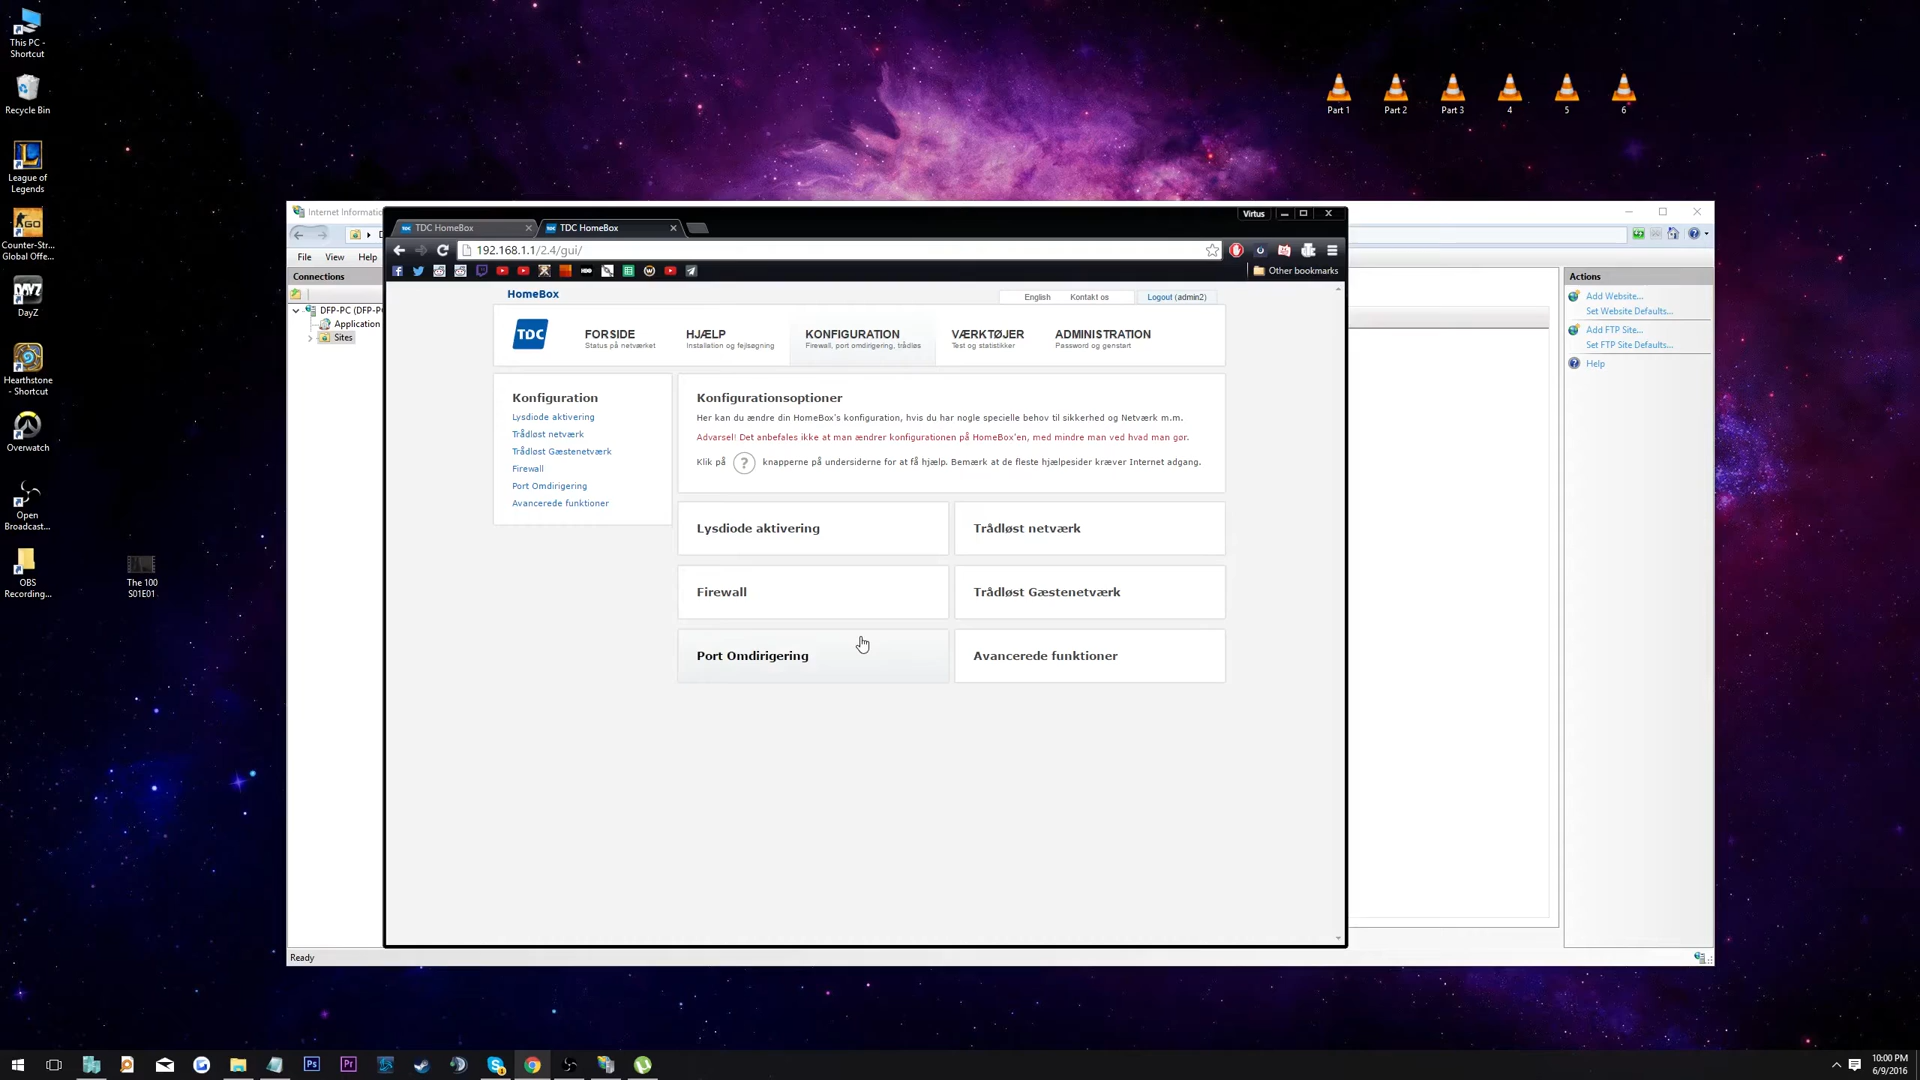 This PC -
Shortcut
Recycle Bin
League of
Legends
Counter-Str...
Global Offe...
DAYZ
DayZ
Hearthstone
- Shortcut
Overwatch
Open
Broadcast...
OBS
Recording...
The 100
S01E01
Part 1
Part 2
Part 3
4
5
6
Internet Informati
File
View
Help
Connections
DFP-PC (DFP-P
Application
Sites
Ready
TDC HomeBox
TDC HomeBox
Virtus
192.168.1.1/2.4/gui/
Other bookmarks
HomeBox
English
Kontakt os
Logout (admin2)
TDC
FORSIDE
Status på netværket
HJÆLP
Installation og fejlsøgning
KONFIGURATION
Firewall, port omdirigering, trådløs
VÆRKTØJER
Test og statistikker
ADMINISTRATION
Password og genstart
Konfiguration
Lysdiode aktivering
Trådløst netværk
Trådløst Gæstenetværk
Firewall
Port Omdirigering
Avancerede funktioner
Konfigurationsoptioner
Her kan du ændre din HomeBox's konfiguration, hvis du har nogle specielle behov til sikkerhed og Netværk m.m.
Advarsel! Det anbefales ikke at man ændrer konfigurationen på HomeBox'en, med mindre man ved hvad man gør.
Klik på ? knapperne på undersiderne for at få hjælp. Bemærk at de fleste hjælpesider kræver Internet adgang.
Lysdiode aktivering
Trådløst netværk
Firewall
Trådløst Gæstenetværk
Port Omdirigering
Avancerede funktioner
Actions
Add Website...
Set Website Defaults...
Add FTP Site...
Set FTP Site Defaults...
Help
Ps
Pr
10:00 PM
6/9/2016